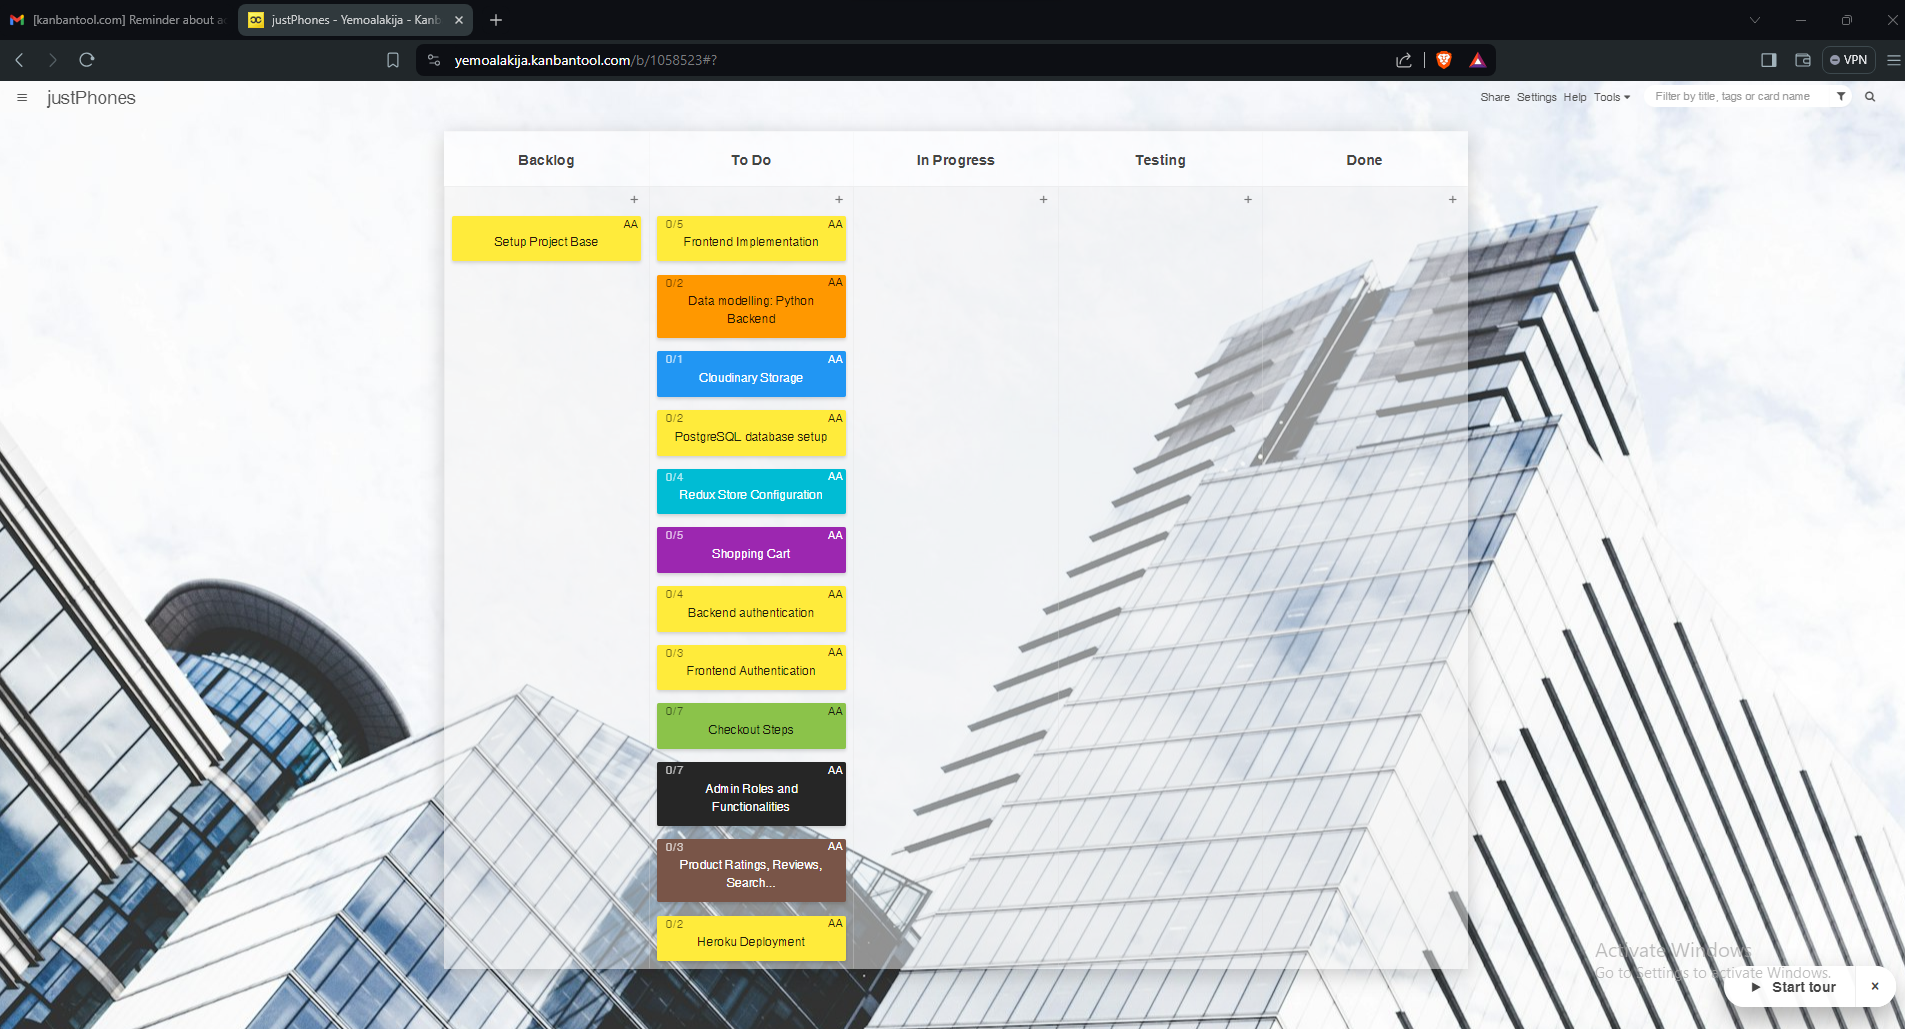 [kanbantool.com] Reminder about a
justPhones - Yemoalakija - Kanb
yemoalakija.kanbantool.com/b/1058523#?
VPN
justPhones
Share Settings Help Tools
Filter by title, tags or card name
Backlog
To Do
In Progress
Testing
Done
AA
Setup Project Base
0/5 AA
Frontend Implementation
0/2 AA
Data modelling: Python
Backend
0/1 AA
Cloudinary Storage
0/2 AA
PostgreSQL database setup
0/4 AA
Redux Store Configuration
0/5 AA
Shopping Cart
0/4 AA
Backend authentication
0/3 AA
Frontend Authentication
0/7 AA
Checkout Steps
0/7 AA
Admin Roles and
Functionalities
0/3 AA
Product Ratings, Reviews,
Search...
0/2 AA
Heroku Deployment
Activate Windows
Go to Settings to activate Windows.
Start tour